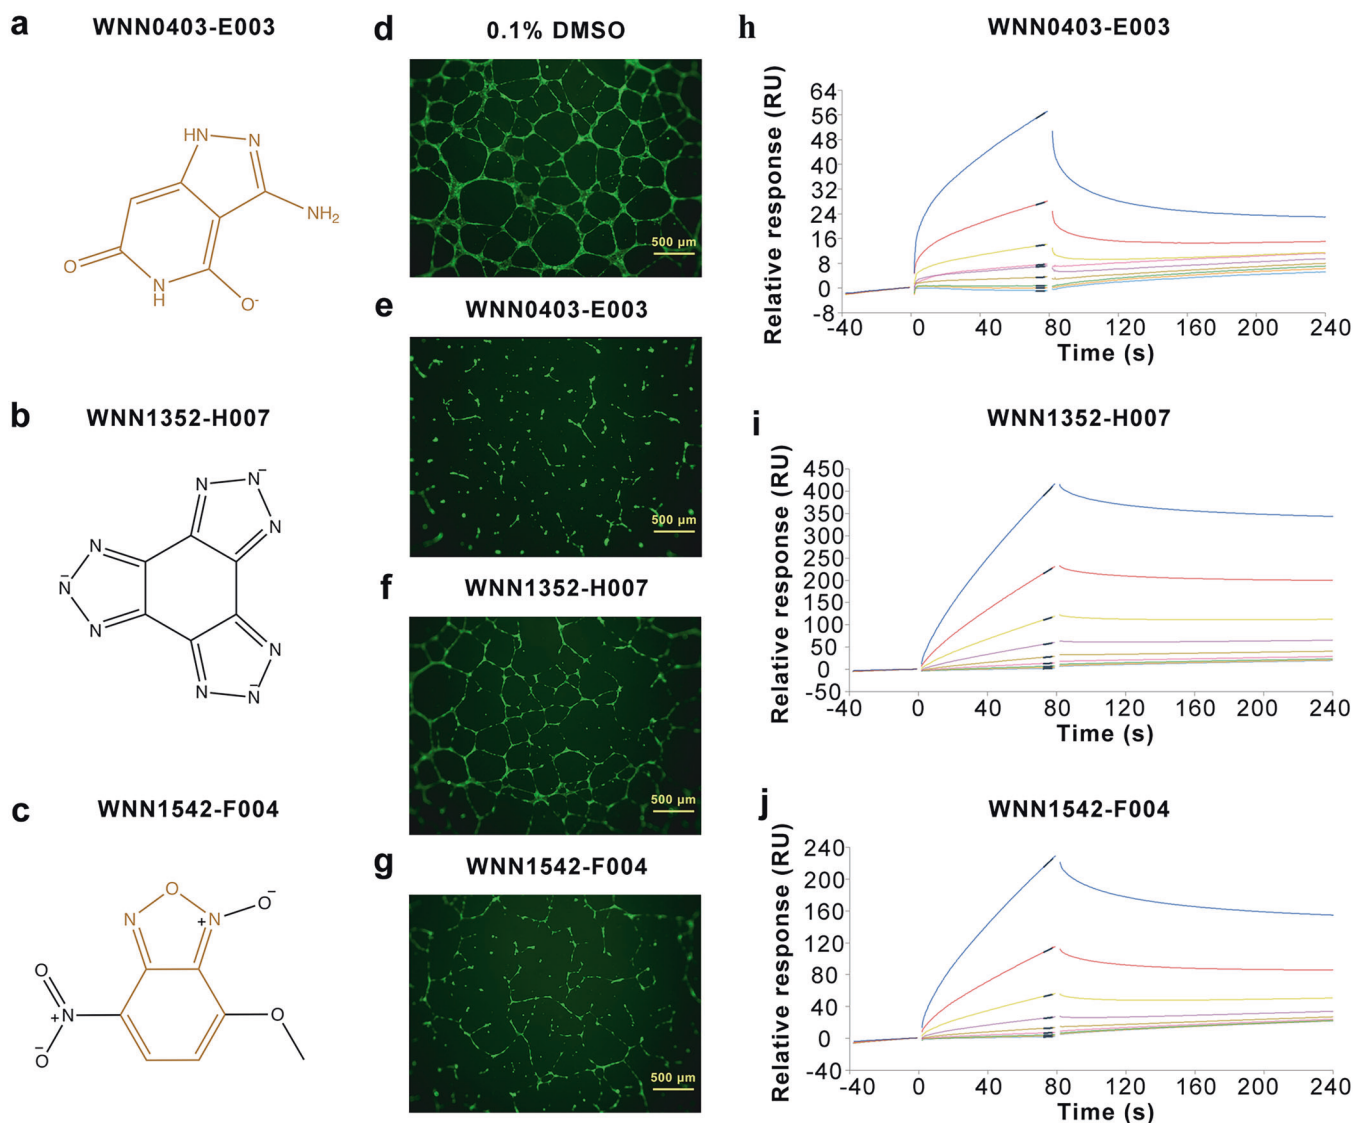 a
WNN0403-E003
HN
N
NH2
O
N
H
O-
b
WNN1352-H007
N
N-
N
N
N-
N
N
N
N-
c
WNN1542-F004
O
N
N+
O-
O
N+
O-
O
d
0.1% DMSO
500 µm
e
WNN0403-E003
500 µm
f
WNN1352-H007
500 µm
g
WNN1542-F004
500 µm
h
WNN0403-E003
Relative response (RU)
64
56
48
40
32
24
16
8
0
-8
-40 0 40 80 120 160 200 240
Time (s)
i
WNN1352-H007
Relative response (RU)
450
400
350
300
250
200
150
100
50
0
-50
-40 0 40 80 120 160 200 240
Time (s)
j
WNN1542-F004
Relative response (RU)
240
200
160
120
80
40
0
-40
-40 0 40 80 120 160 200 240
Time (s)